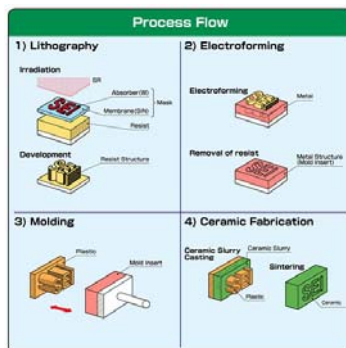 Process Flow
1) Lithography
Irradiation
SR
Absorber(W)
Membrane(SiN)
Mask
Resist
Development
Resist Structure
2) Electroforming
Electroforming
Metal
Removal of resist
Metal Structure
(Mold Insert)
3) Molding
Plastic
Mold Insert
4) Ceramic Fabrication
Ceramic Slurry
Casting
Ceramic Slurry
Plastic
Sintering
Ceramic
SEI